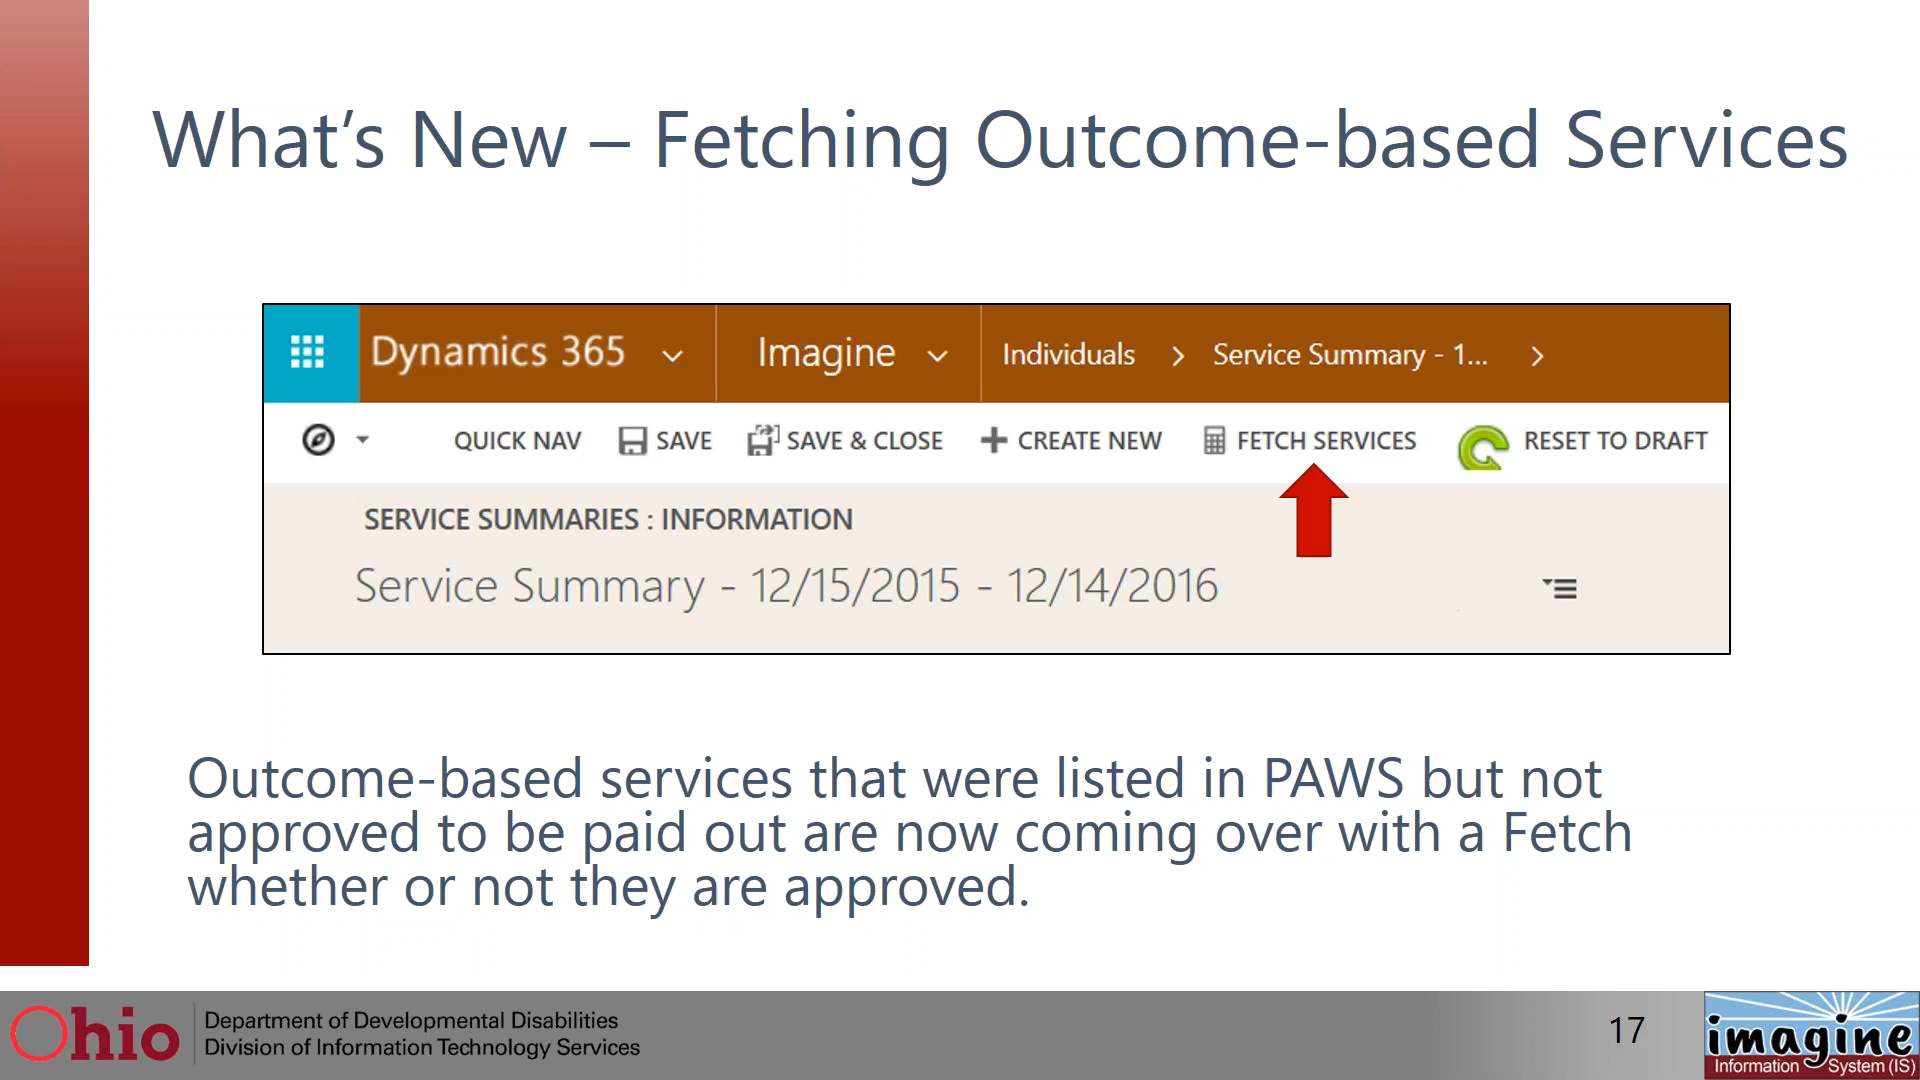 What's New – Fetching Outcome-based Services
Dynamics 365 Imagine Individuals Service Summary - 1...
QUICK NAV SAVE SAVE & CLOSE CREATE NEW FETCH SERVICES RESET TO DRAFT
SERVICE SUMMARIES : INFORMATION
Service Summary - 12/15/2015 - 12/14/2016
Outcome-based services that were listed in PAWS but not
approved to be paid out are now coming over with a Fetch
whether or not they are approved.
Ohio
Department of Developmental Disabilities
Division of Information Technology Services
17
imagine
Information System (IS)